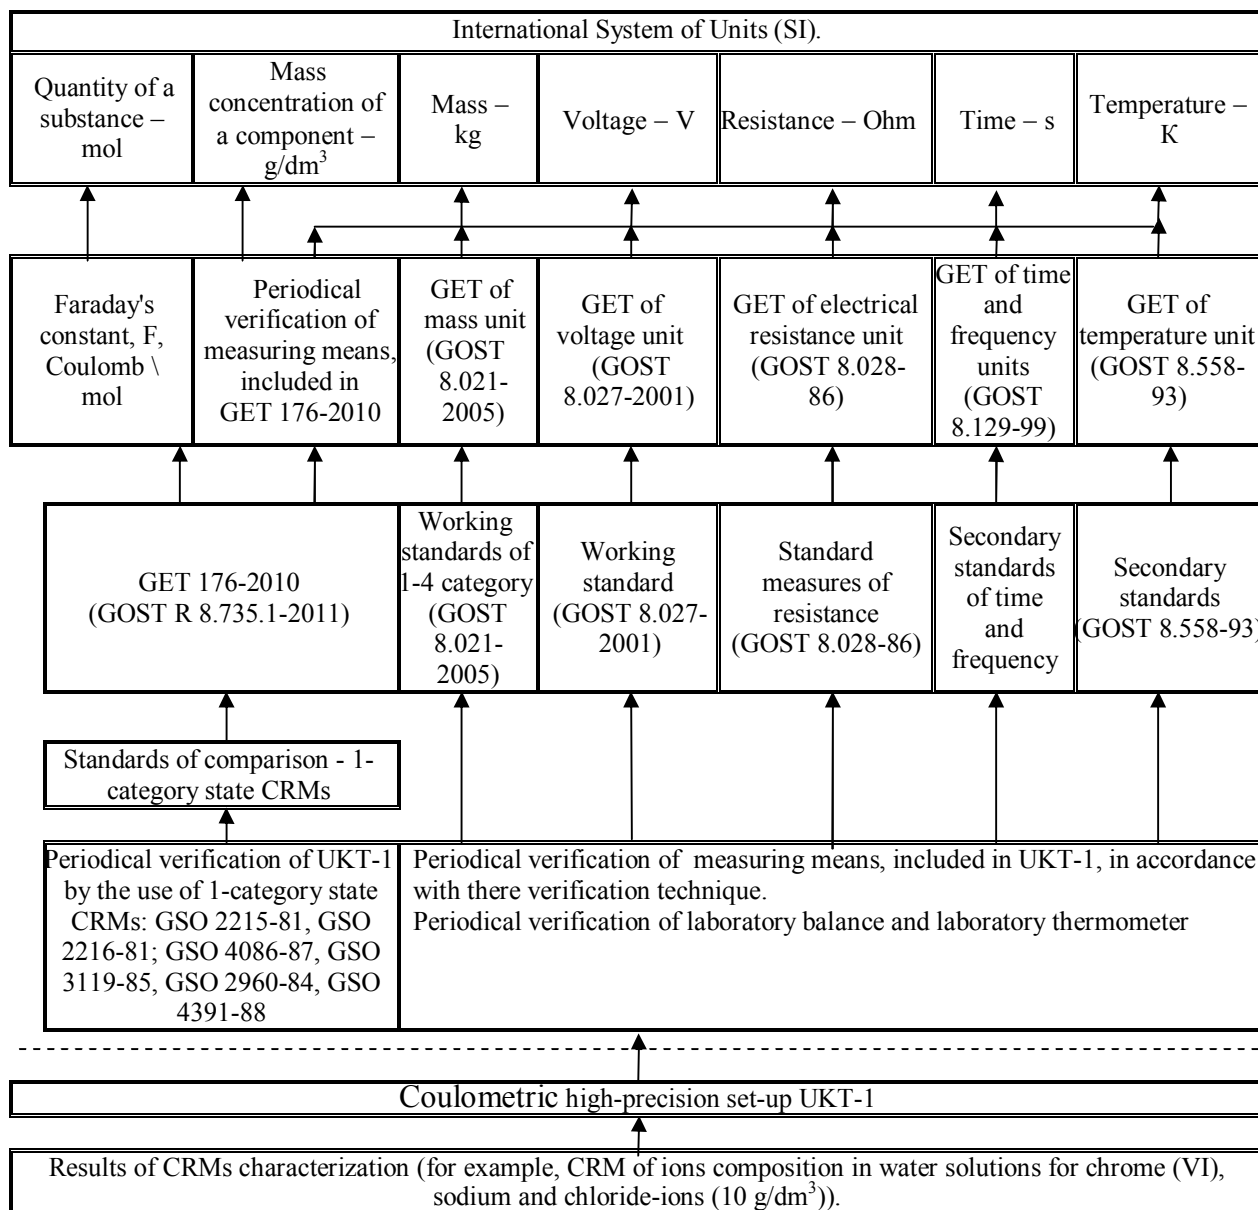 International System of Units (SI).
Quantity of a
substance –
mol
Mass
concentration of
a component –
g/dm³
Mass –
kg
Voltage – V
Resistance – Ohm
Time – s
Temperature –
K
Faraday's
constant, F,
Coulomb \
mol
Periodical
verification of
measuring means,
included in
GET 176-2010
GET of
mass unit
(GOST
8.021-
2005)
GET of
voltage unit
(GOST
8.027-2001)
GET of electrical
resistance unit
(GOST 8.028-
86)
GET of time
and
frequency
units
(GOST
8.129-99)
GET of
temperature unit
(GOST 8.558-
93)
GET 176-2010
(GOST R 8.735.1-2011)
Working
standards of
1-4 category
(GOST
8.021-
2005)
Working
standard
(GOST 8.027-
2001)
Standard
measures of
resistance
(GOST 8.028-86)
Secondary
standards
of time
and
frequency
Secondary
standards
(GOST 8.558-93)
Standards of comparison - 1-
category state CRMs
Periodical verification of UKT-1
by the use of 1-category state
CRMs: GSO 2215-81, GSO
2216-81; GSO 4086-87, GSO
3119-85, GSO 2960-84, GSO
4391-88
Periodical verification of measuring means, included in UKT-1, in accordance
with there verification technique.
Periodical verification of laboratory balance and laboratory thermometer
Coulometric high-precision set-up UKT-1
Results of CRMs characterization (for example, CRM of ions composition in water solutions for chrome (VI),
sodium and chloride-ions (10 g/dm³)).